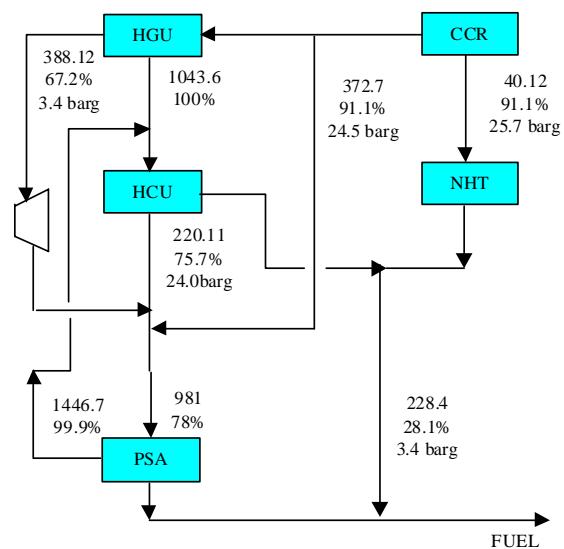 HGU
CCR
388.12
67.2%
3.4 barg
1043.6
100%
372.7
91.1%
24.5 barg
40.12
91.1%
25.7 barg
HCU
NHT
220.11
75.7%
24.0barg
1446.7
99.9%
981
78%
228.4
28.1%
3.4 barg
PSA
FUEL